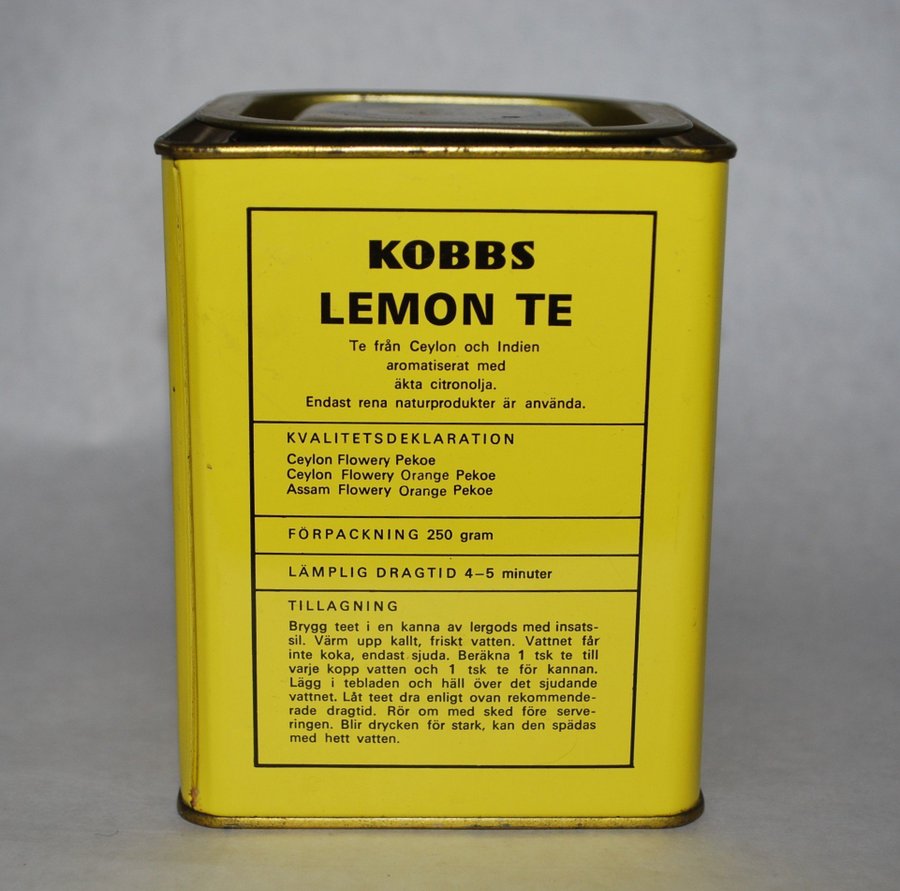 KOBBS
LEMON TE
Te från Ceylon och Indien
aromatiserat med
äkta citronolja.
Endast rena naturprodukter är använda.
KVALITETSDEKLARATION
Ceylon Flowery Pekoe
Ceylon Flowery Orange Pekoe
Assam Flowery Orange Pekoe
FÖRPACKNING 250 gram
LÄMPLIG DRAGTID 4–5 minuter
TILLAGNING
Brygg teet i en kanna av lergods med insats-
sil. Värm upp kallt, friskt vatten. Vattnet får
inte koka, endast sjuda. Beräkna 1 tsk te till
varje kopp vatten och 1 tsk te för kannan.
Lägg i tebladen och häll över det sjudande
vattnet. Låt teet dra enligt ovan rekommende-
rade dragtid. Rör om med sked före serve-
ringen. Blir drycken för stark, kan den spädas
med hett vatten.